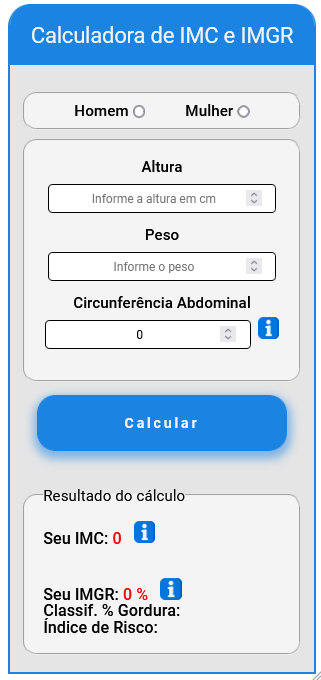 Calculadora de IMC e IMGR
Homem Mulher
Altura
Informe a altura em cm
Peso
Informe o peso
Circunferência Abdominal
0
Calcular
Resultado do cálculo
Seu IMC: 0
Seu IMGR: 0 %
Classif. % Gordura:
Índice de Risco: